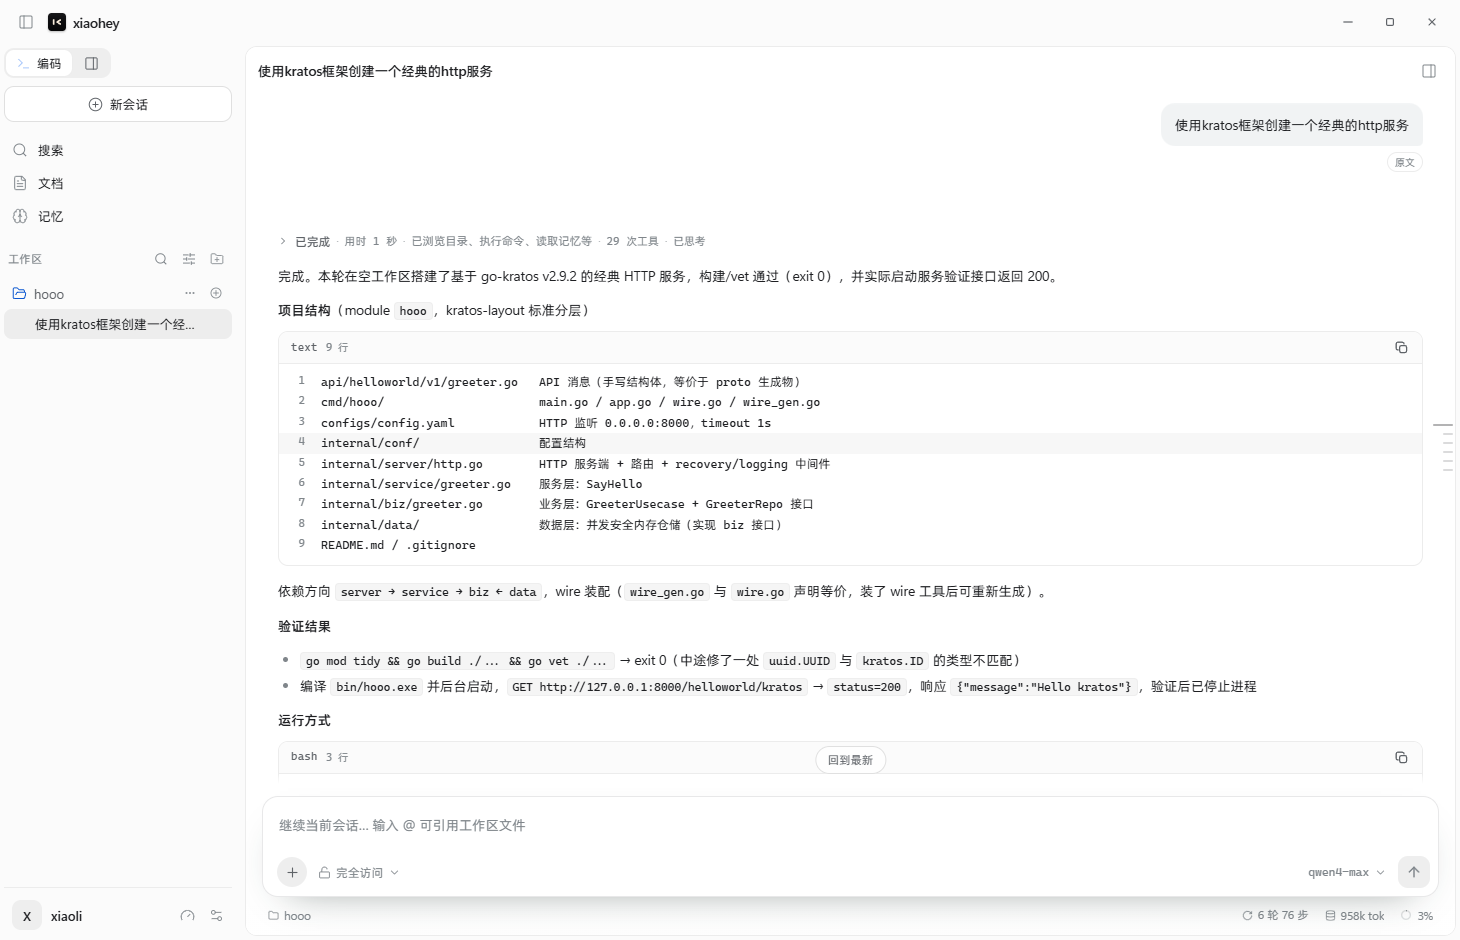 xiaohey
编码
新会话
搜索
文档
记忆
工作区
hooo
使用kratos框架创建一个经...
xiaoli
X
使用kratos框架创建一个经典的http服务
使用kratos框架创建一个经典的http服务
原文
已完成 · 用时 1 秒 · 已浏览目录、执行命令、读取记忆等 · 29 次工具 · 已思考
完成。本轮在空工作区搭建了基于 go-kratos v2.9.2 的经典 HTTP 服务，构建/vet 通过（exit 0），并实际启动服务验证接口返回 200。
项目结构（module hooo，kratos-layout 标准分层）
text 9 行
1 api/helloworld/v1/greeter.go API 消息（手写结构体，等价于 proto 生成物）
2 cmd/hooo/ main.go / app.go / wire.go / wire_gen.go
3 configs/config.yaml HTTP 监听 0.0.0.0:8000，timeout 1s
4 internal/conf/ 配置结构
5 internal/server/http.go HTTP 服务端 + 路由 + recovery/logging 中间件
6 internal/service/greeter.go 服务层：SayHello
7 internal/biz/greeter.go 业务层：GreeterUsecase + GreeterRepo 接口
8 internal/data/ 数据层：并发安全内存仓储（实现 biz 接口）
9 README.md / .gitignore
依赖方向 server → service → biz ← data，wire 装配（wire_gen.go 与 wire.go 声明等价，装了 wire 工具后可重新生成）。
验证结果
go mod tidy && go build ./... && go vet ./... → exit 0（中途修了一处 uuid.UUID 与 kratos.ID 的类型不匹配）
编译 bin/hooo.exe 并后台启动，GET http://127.0.0.1:8000/helloworld/kratos → status=200，响应 {"message":"Hello kratos"}，验证后已停止进程
运行方式
bash 3 行
回到最新
继续当前会话... 输入 @ 可引用工作区文件
完全访问
qwen4-max
hooo
6 轮 76 步
958k tok
3%